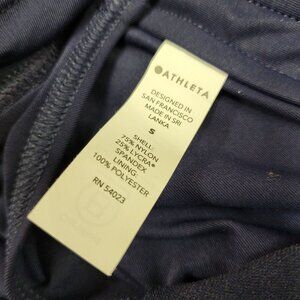 ATHLETA
DESIGNED IN
SAN FRANCISCO
MADE IN SRI
LANKA
S
SHELL:
75% NYLON
25% LYCRA®
SPANDEX
LINING:
100% POLYESTER
RN 54023